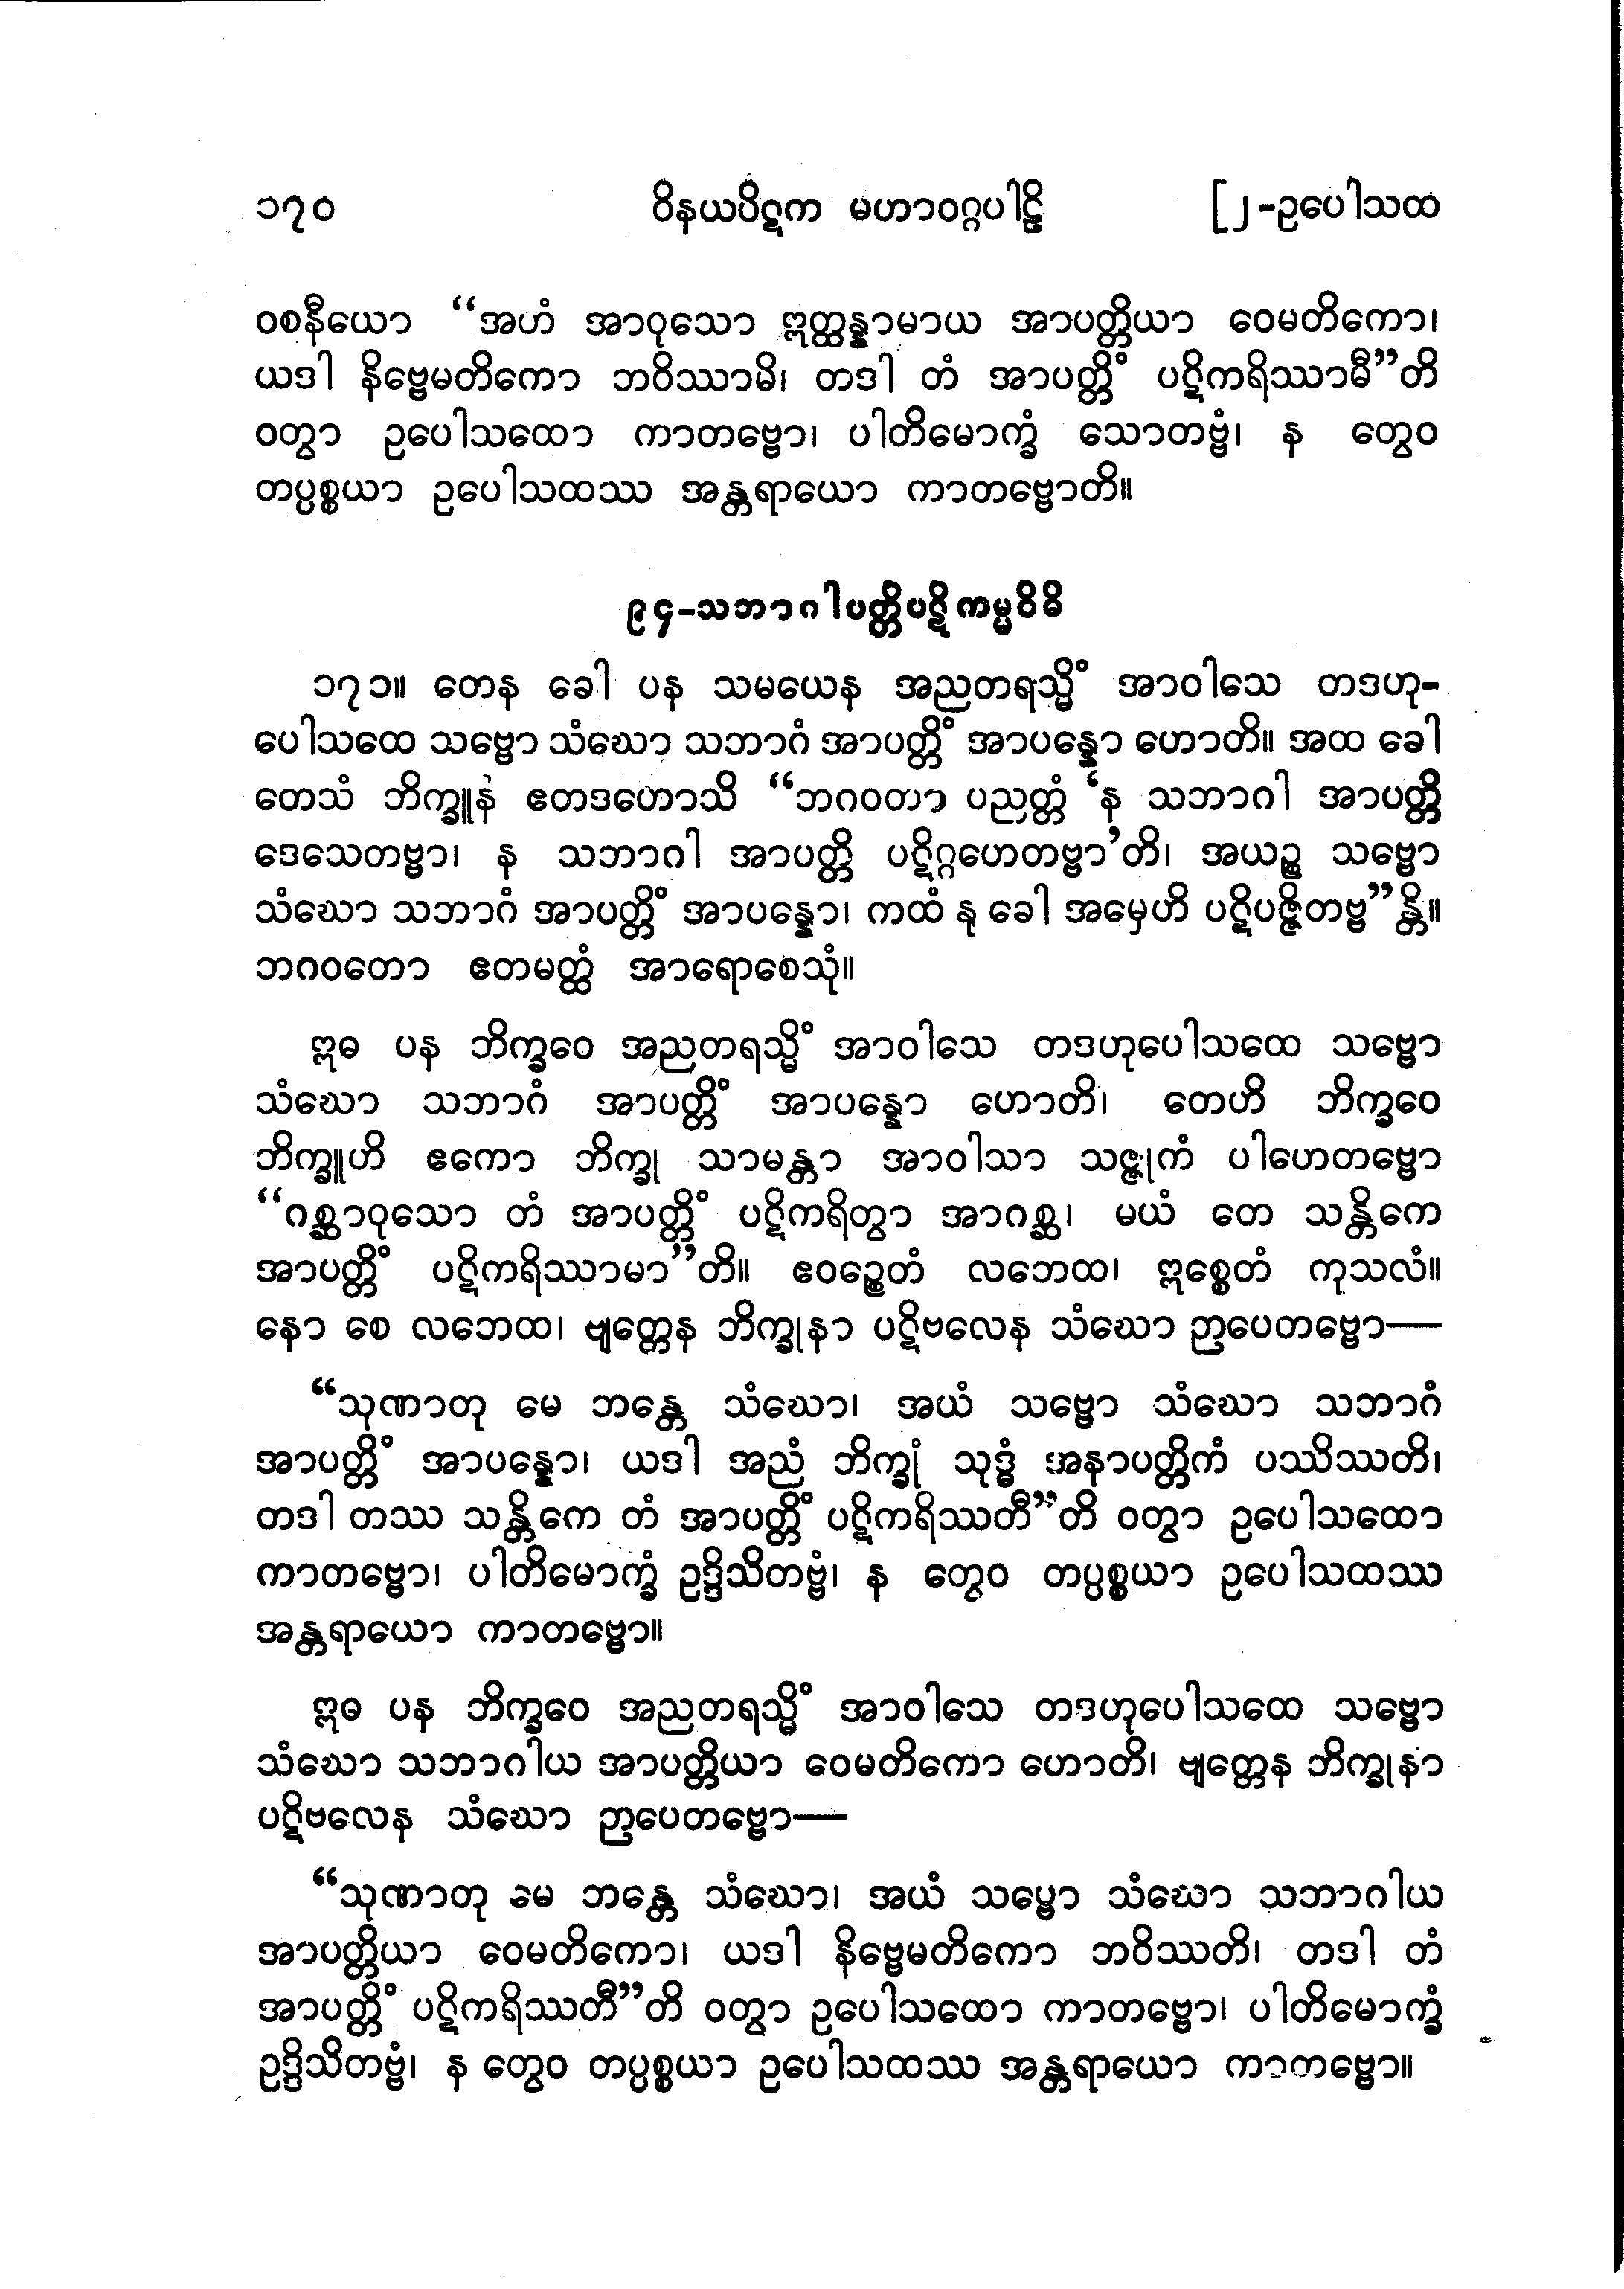 ၁၇၀ ဝိနယပိဋက မဟာဝဂ္ဂပါဠိ [၂-ဥပေါသထ
ဝစနီယော “အဟံ အာဝုသော ဣတ္ထန္နာမာယ အာပတ္တိယာ ဝေမတိကော၊
ယဒါ နိဗ္ဗေမတိကော ဘဝိဿာမိ၊ တဒါ တံ အာပတ္တိံ ပဋိကရိဿာမီ”တိ
ဝတွာ ဥပေါသထော ကာတဗ္ဗော၊ ပါတိမောက္ခံ သောတဗ္ဗံ၊ န တွေဝ
တပ္ပစ္စယာ ဥပေါသထဿ အန္တရာယော ကာတဗ္ဗောတိ။
၉၄-သဘာဂါပတ္တိပဋိကမ္မဝိဓိ
၁၇၁။ တေန ခေါ ပန သမယေန အညတရသ္မိံ အာဝါသေ တဒဟု-
ပေါသထေ သဗ္ဗော သံဃော သဘာဂံ အာပတ္တိံ အာပန္နော ဟောတိ။ အထ ခေါ
တေသံ ဘိက္ခူနံ ဧတဒဟောသိ “ဘဂဝတာ ပညတ္တံ ‘န သဘာဂါ အာပတ္တိ
ဒေသေတဗ္ဗာ၊ န သဘာဂါ အာပတ္တိ ပဋိဂ္ဂဟေတဗ္ဗာ’တိ၊ အယဉ္စ သဗ္ဗော
သံဃော သဘာဂံ အာပတ္တိံ အာပန္နော၊ ကထံ နု ခေါ အမှေဟိ ပဋိပဇ္ဇိတဗ္ဗ”န္တိ။
ဘဂဝတော ဧတမတ္ထံ အာရောစေသုံ။
ဣဓ ပန ဘိက္ခဝေ အညတရသ္မိံ အာဝါသေ တဒဟုပေါသထေ သဗ္ဗော
သံဃော သဘာဂံ အာပတ္တိံ အာပန္နော ဟောတိ၊ တေဟိ ဘိက္ခဝေ
ဘိက္ခူဟိ ဧကော ဘိက္ခု သာမန္တာ အာဝါသာ သဇ္ဇုကံ ပါဟေတဗ္ဗော
“ဂစ္ဆာဝုသော တံ အာပတ္တိံ ပဋိကရိတွာ အာဂစ္ဆ၊ မယံ တေ သန္တိကေ
အာပတ္တိံ ပဋိကရိဿာမာ”တိ။ ဧဝဉ္စေတံ လဘေထ၊ ဣစ္စေတံ ကုသလံ။
နော စေ လဘေထ၊ ဗျတ္တေန ဘိက္ခုနာ ပဋိဗလေန သံဃော ဉာပေတဗ္ဗော—
“သုဏာတု မေ ဘန္တေ သံဃော၊ အယံ သဗ္ဗော သံဃော သဘာဂံ
အာပတ္တိံ အာပန္နော၊ ယဒါ အညံ ဘိက္ခုံ သုဒ္ဓံ အနာပတ္တိကံ ပဿိဿတိ၊
တဒါ တဿ သန္တိကေ တံ အာပတ္တိံ ပဋိကရိဿတီ”တိ ဝတွာ ဥပေါသထော
ကာတဗ္ဗော၊ ပါတိမောက္ခံ ဥဒ္ဒိသိတဗ္ဗံ၊ န တွေဝ တပ္ပစ္စယာ ဥပေါသထဿ
အန္တရာယော ကာတဗ္ဗော။
ဣဓ ပန ဘိက္ခဝေ အညတရသ္မိံ အာဝါသေ တဒဟုပေါသထေ သဗ္ဗော
သံဃော သဘာဂါယ အာပတ္တိယာ ဝေမတိကော ဟောတိ၊ ဗျတ္တေန ဘိက္ခုနာ
ပဋိဗလေန သံဃော ဉာပေတဗ္ဗော—
“သုဏာတု မေ ဘန္တေ သံဃော၊ အယံ သဗ္ဗော သံဃော သဘာဂါယ
အာပတ္တိယာ ဝေမတိကော၊ ယဒါ နိဗ္ဗေမတိကော ဘဝိဿတိ၊ တဒါ တံ
အာပတ္တိံ ပဋိကရိဿတီ”တိ ဝတွာ ဥပေါသထော ကာတဗ္ဗော၊ ပါတိမောက္ခံ
ဥဒ္ဒိသိတဗ္ဗံ၊ န တွေဝ တပ္ပစ္စယာ ဥပေါသထဿ အန္တရာယော ကာတဗ္ဗော။